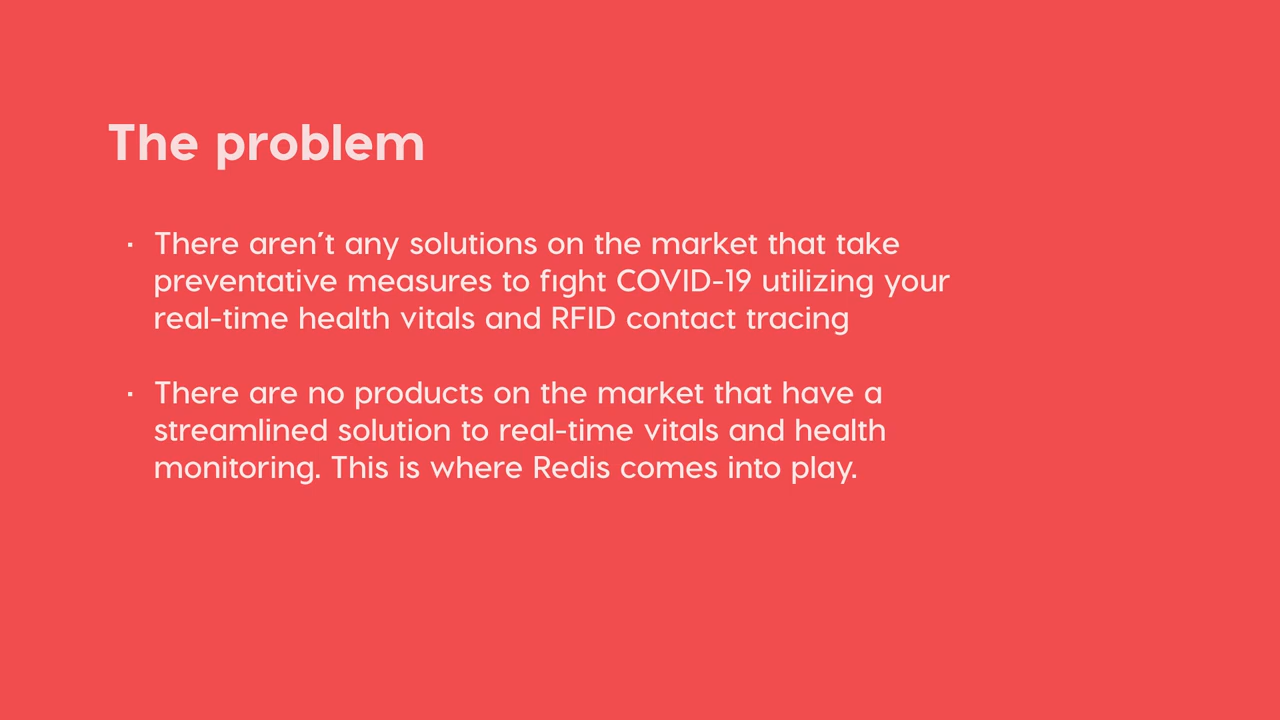 The problem
· There aren't any solutions on the market that take
preventative measures to fight COVID-19 utilizing your
real-time health vitals and RFID contact tracing
· There are no products on the market that have a
streamlined solution to real-time vitals and health
monitoring. This is where Redis comes into play.